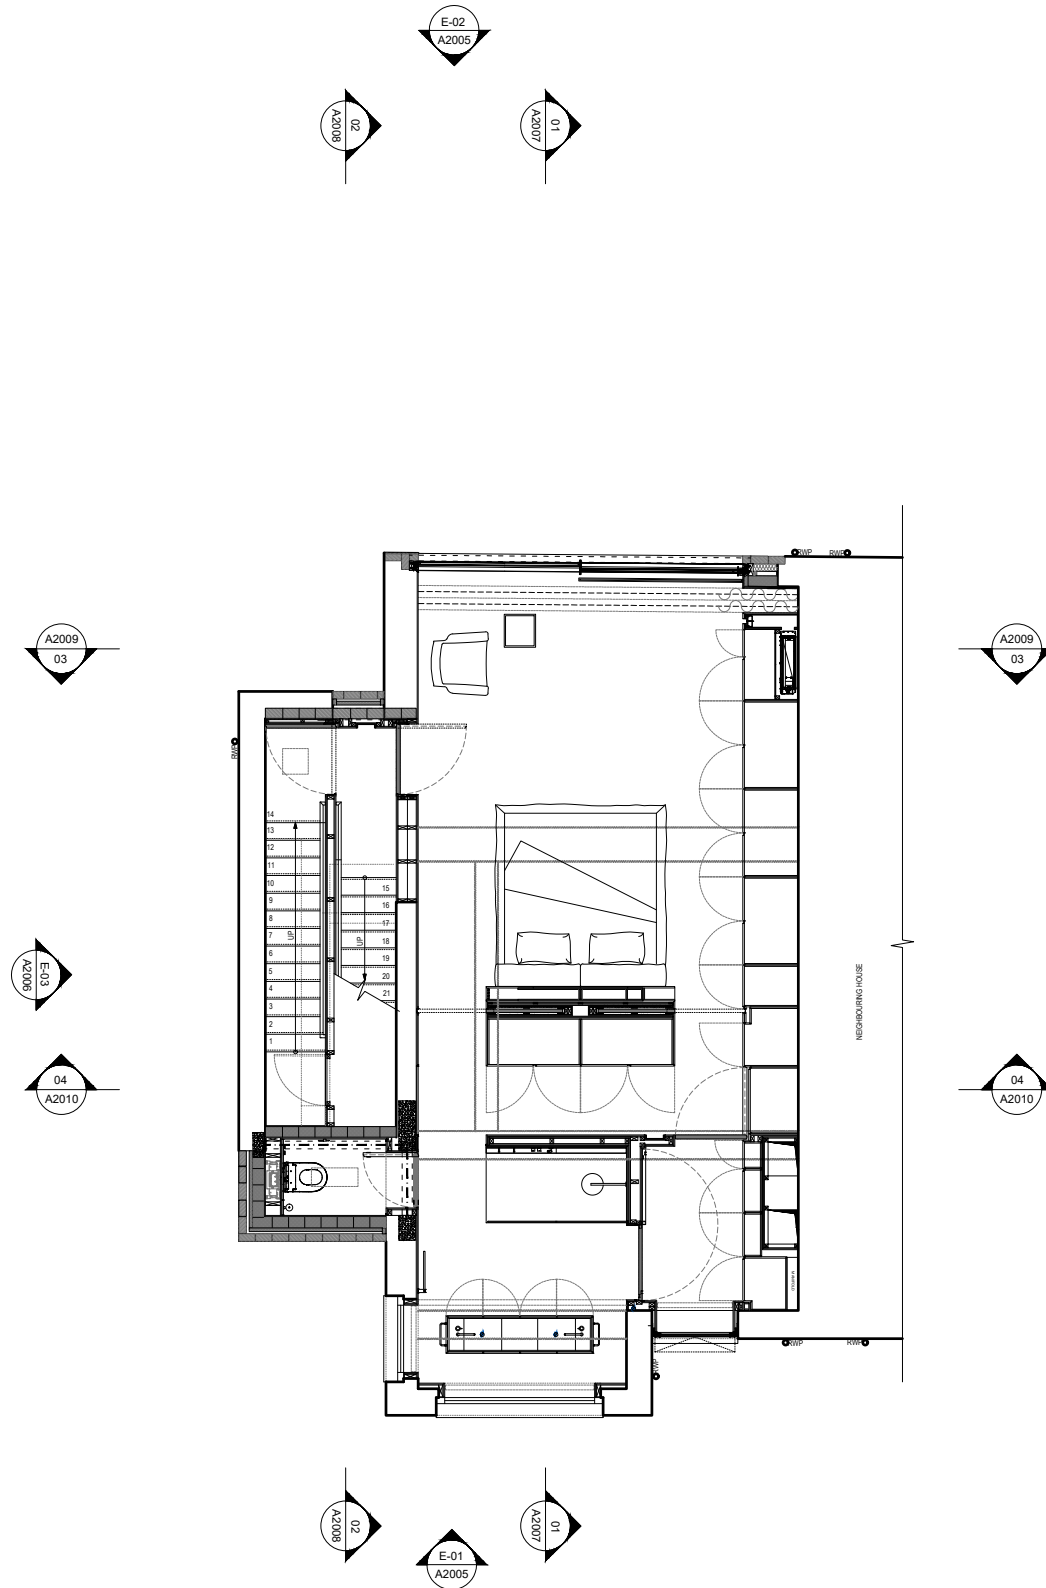 E-02
A2005
02
A2008
01
A2007
RWP
RWP
A2009
03
A2009
03
RWP
14
13
12
11
10
9
8
7
6
5
4
3
2
1
UP
15
16
17
18
19
20
21
UP
E-03
A2006
NEIGHBOURING HOUSE
04
A2010
04
A2010
RWP
RWP
RWP
02
A2008
01
A2007
E-01
A2005